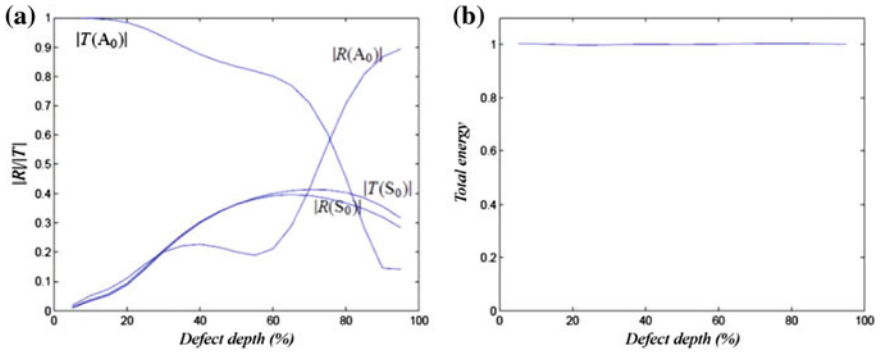 (a)
1
0.9
0.8
0.7
0.6
0.5
0.4
0.3
0.2
0.1
0
|R|/|T|
|T(A₀)|
|R(A₀)|
|T(S₀)|
|R(S₀)|
0 20 40 60 80 100
Defect depth (%)
(b)
1
0.8
0.6
0.4
0.2
0
Total energy
0 20 40 60 80 100
Defect depth (%)